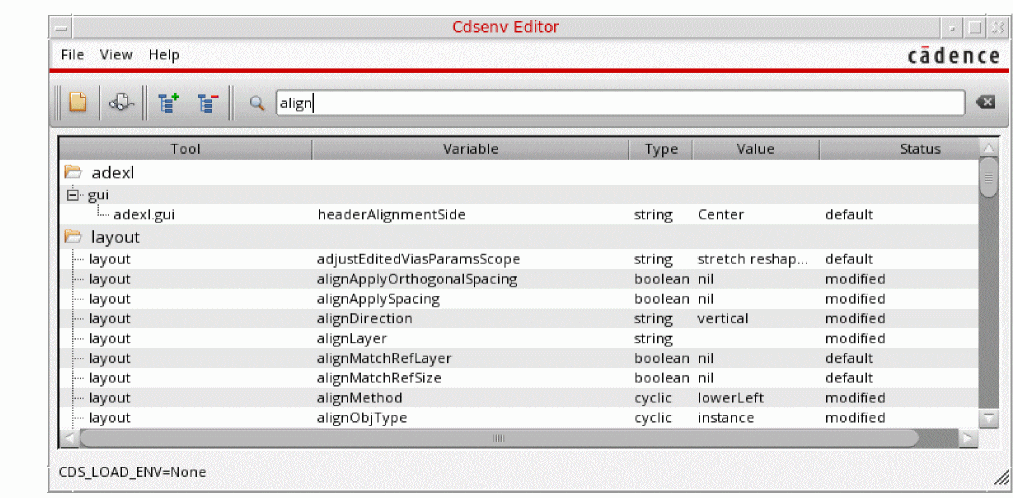 Cdsenv Editor
File View Help
cādence
align
Tool Variable Type Value Status
adexl
gui
adexl.gui headerAlignmentSide string Center default
layout
layout adjustEditedViasParamsScope string stretch reshap... default
layout alignApplyOrthogonalSpacing boolean nil modified
layout alignApplySpacing boolean nil modified
layout alignDirection string vertical modified
layout alignLayer string modified
layout alignMatchRefLayer boolean nil default
layout alignMatchRefSize boolean nil default
layout alignMethod cyclic lowerLeft modified
layout alignObjType cyclic instance modified
CDS_LOAD_ENV=None